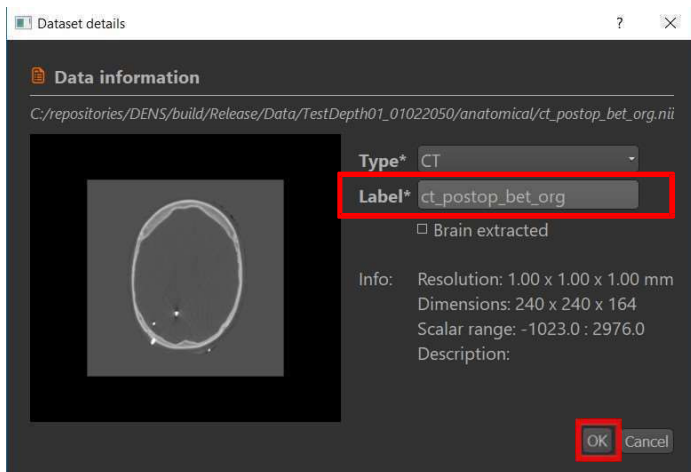 Dataset details
?
Data information
C:/repositories/DENS/build/Release/Data/TestDepth01_01022050/anatomical/ct_postop_bet_org.nii
Type* CT
Label* ct_postop_bet_org
Brain extracted
Info: Resolution: 1.00 x 1.00 x 1.00 mm
Dimensions: 240 x 240 x 164
Scalar range: -1023.0 : 2976.0
Description:
OK Cancel